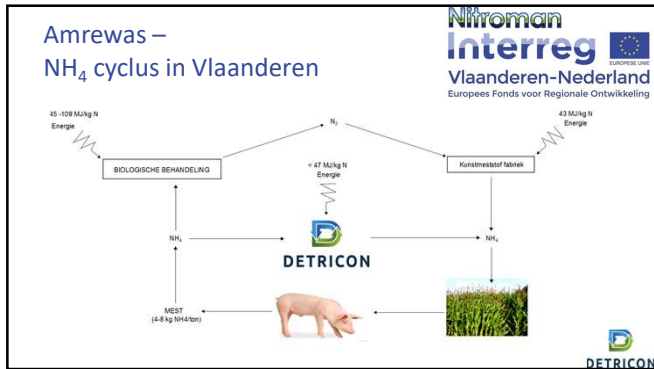 Amrewas –
NH₄ cyclus in Vlaanderen
Nitroman
Interreg
EUROPESE UNIE
Vlaanderen-Nederland
Europees Fonds voor Regionale Ontwikkeling
45 -109 MJ/kg N
Energie
N₂
43 MJ/kg N
Energie
BIOLOGISCHE BEHANDELING
< 47 MJ/kg N
Energie
Kunstmeststof fabriek
NH₄
DETRICON
NH₄
MEST
(4-8 kg NH4/ton)
DETRICON